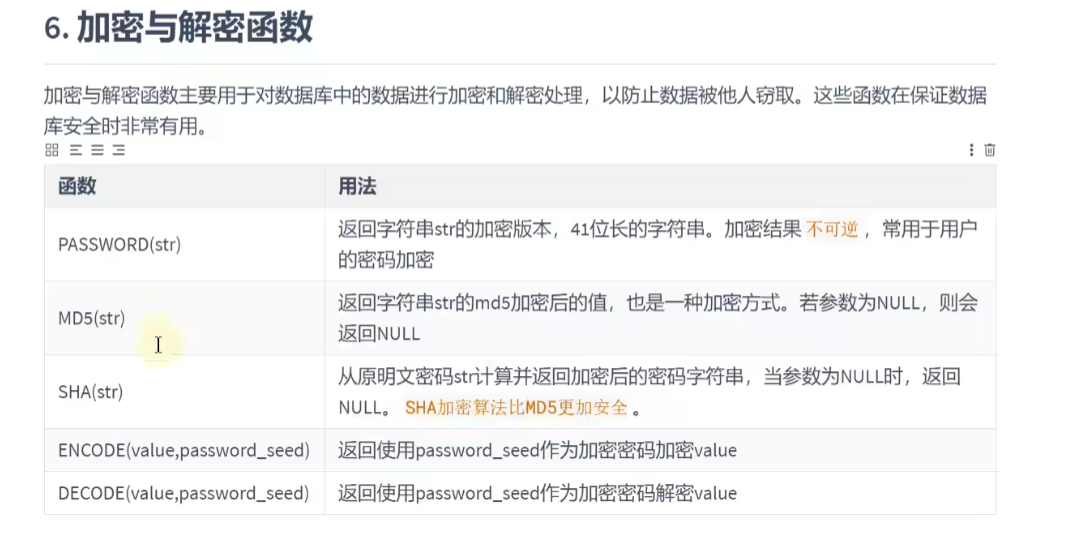 6. 加密与解密函数
加密与解密函数主要用于对数据库中的数据进行加密和解密处理，以防止数据被他人窃取。这些函数在保证数据
库安全时非常有用。
函数 用法
PASSWORD(str) 返回字符串str的加密版本，41位长的字符串。加密结果 不可逆 ，常用于用户
的密码加密
MD5(str) 返回字符串str的md5加密后的值，也是一种加密方式。若参数为NULL，则会
返回NULL
SHA(str) 从原明文密码str计算并返回加密后的密码字符串，当参数为NULL时，返回
NULL。 SHA加密算法比MD5更加安全 。
ENCODE(value,password_seed) 返回使用password_seed作为加密密码加密value
DECODE(value,password_seed) 返回使用password_seed作为加密密码解密value